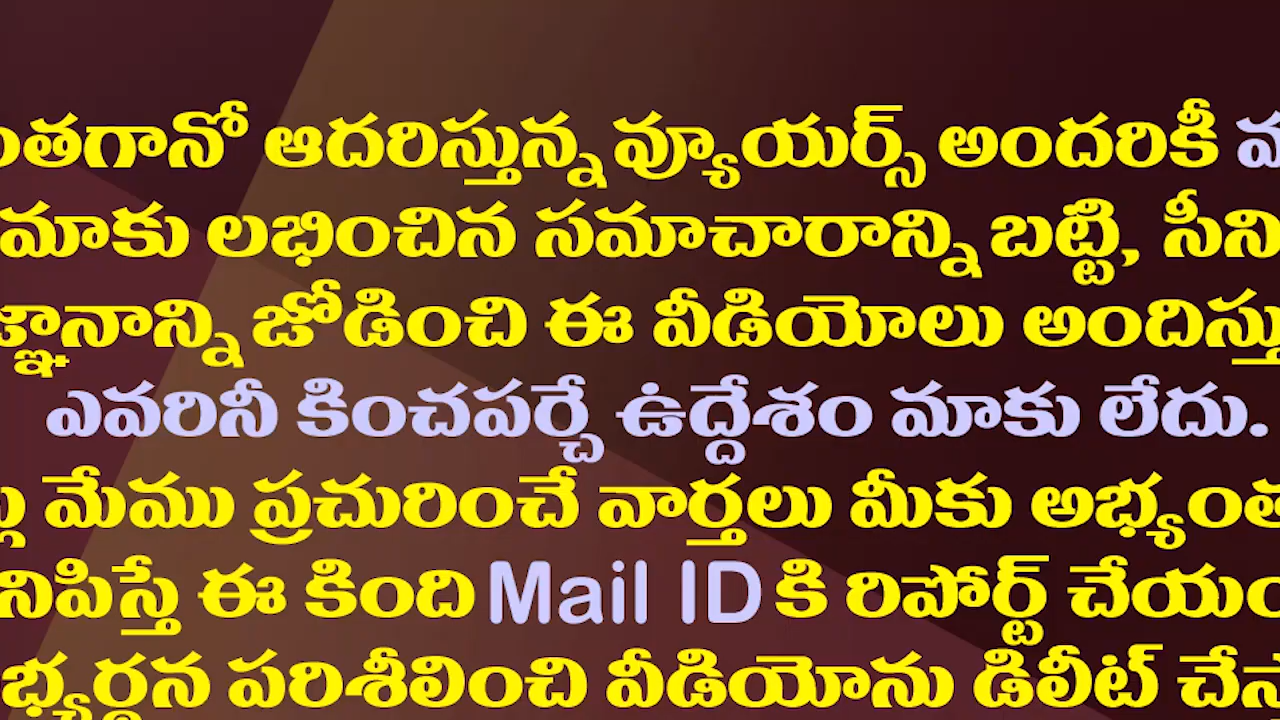 ఆదరిస్తున్న వ్యూయర్స్ అందరికీ
మాకు లభించిన సమాచారాన్ని బట్టి,
జోడించి ఈ వీడియోలు
ఎవరినీ కించపర్చే ఉద్దేశం మాకు లేదు.
మేము ప్రచురించే వార్తలు మీకు
ఈ కింది Mail ID కి రిపోర్ట్
పరిశీలించి వీడియోను డిలీట్